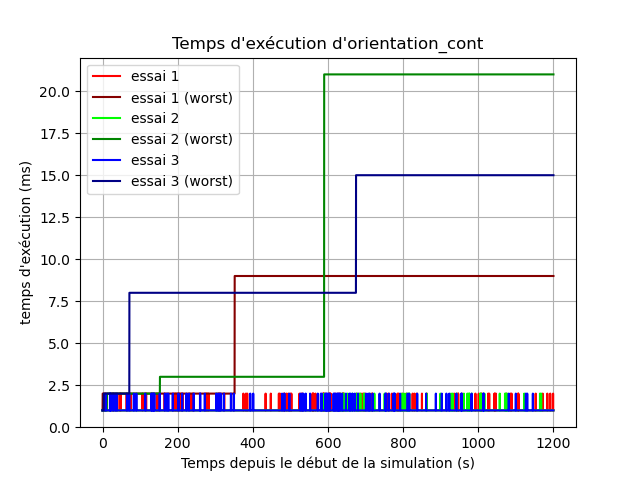 Temps d'exécution d'orientation_cont
essai 1
essai 1 (worst)
essai 2
essai 2 (worst)
essai 3
essai 3 (worst)
temps d'exécution (ms)
20.0
17.5
15.0
12.5
10.0
7.5
5.0
2.5
0.0
0 200 400 600 800 1000 1200
Temps depuis le début de la simulation (s)